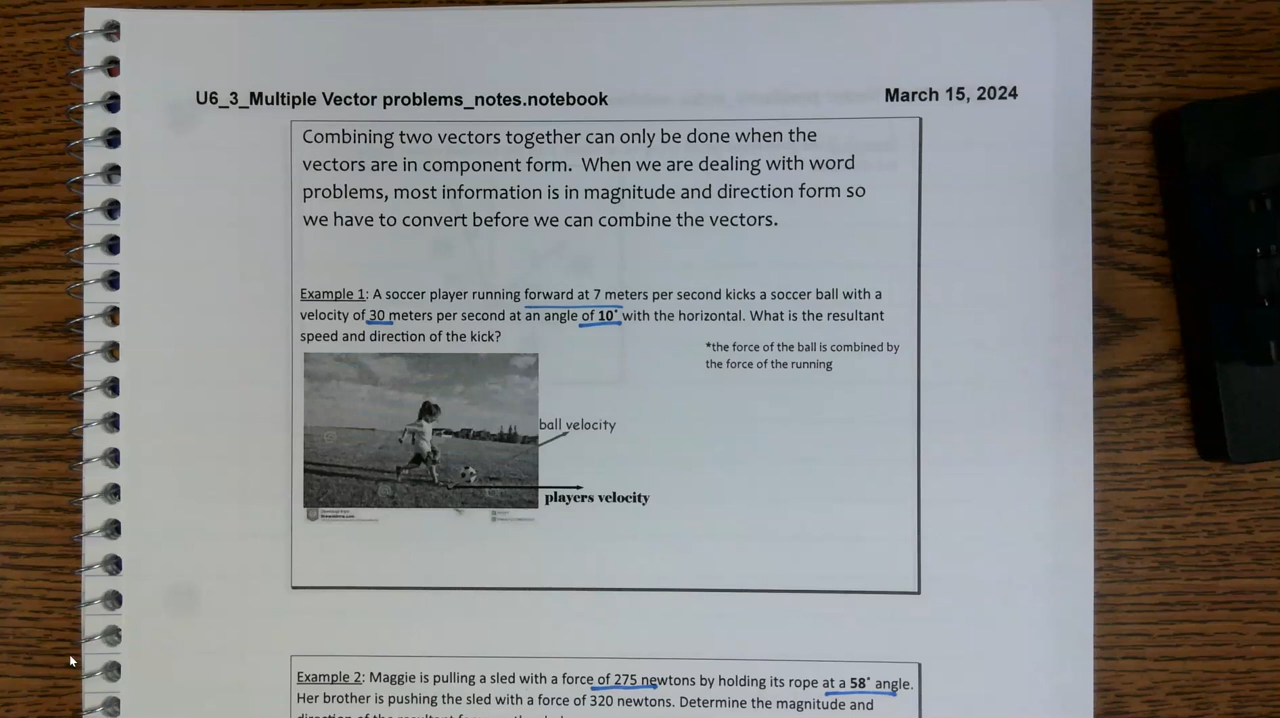 U6_3_Multiple Vector problems_notes.notebook
March 15, 2024
Combining two vectors together can only be done when the
vectors are in component form. When we are dealing with word
problems, most information is in magnitude and direction form so
we have to convert before we can combine the vectors.
Example 1: A soccer player running forward at 7 meters per second kicks a soccer ball with a
velocity of 30 meters per second at an angle of 10° with the horizontal. What is the resultant
speed and direction of the kick?
*the force of the ball is combined by
the force of the running
ball velocity
players velocity
Example 2: Maggie is pulling a sled with a force of 275 newtons by holding its rope at a 58° angle.
Her brother is pushing the sled with a force of 320 newtons. Determine the magnitude and